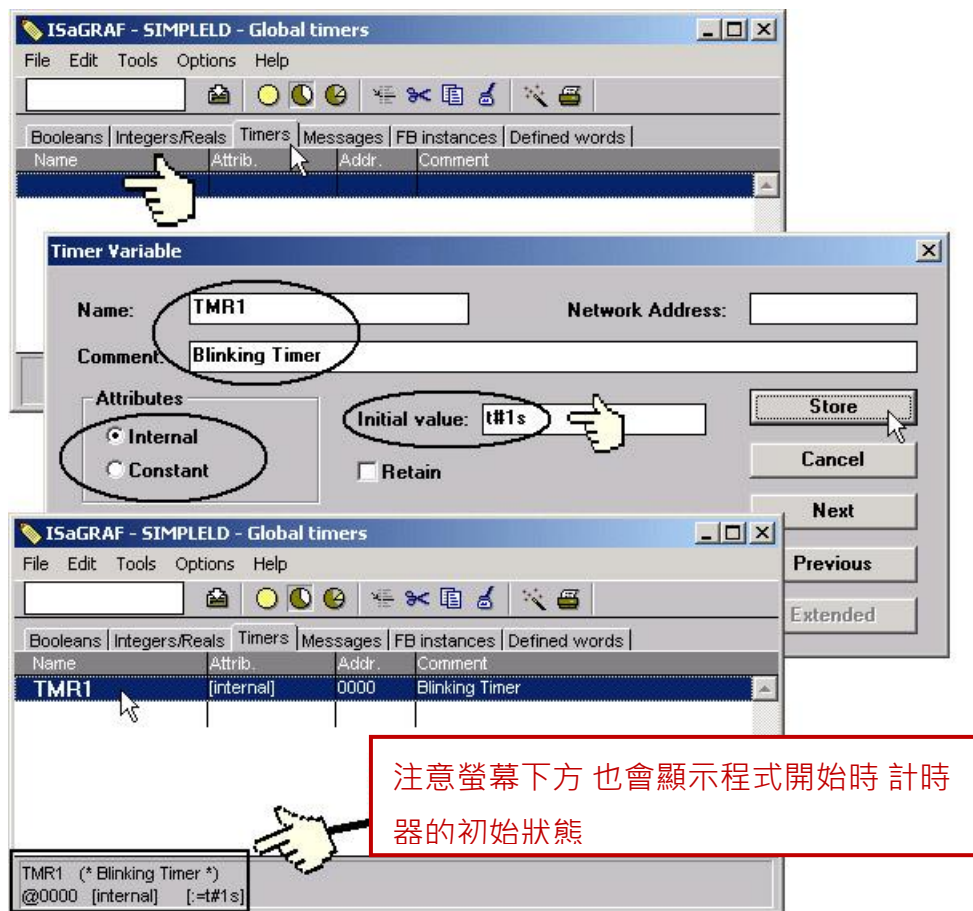 ISaGRAF - SIMPLELD - Global timers
File Edit Tools Options Help
Booleans Integers/Reals Timers Messages FB instances Defined words
Name Attrib. Addr. Comment
Timer Variable
Name: TMR1 Network Address:
Comment: Blinking Timer
Attributes
Internal
Constant
Initial value: t#1s
Retain
Store
Cancel
Next
Previous
Extended
ISaGRAF - SIMPLELD - Global timers
File Edit Tools Options Help
Booleans Integers/Reals Timers Messages FB instances Defined words
Name Attrib. Addr. Comment
TMR1 [internal] 0000 Blinking Timer
注意螢幕下方 也會顯示程式開始時 計時
器的初始狀態
TMR1 (* Blinking Timer *)
@0000 [internal] [:=t#1s]